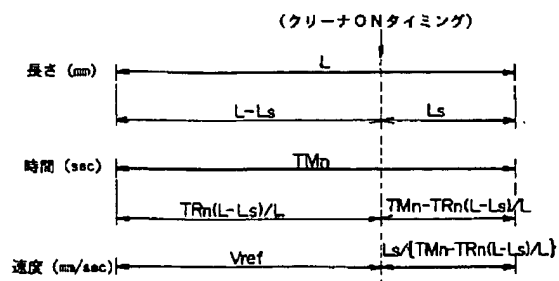 (クリーナONタイミング)
長さ (mm)
L
L-Ls
Ls
時間 (sec)
TMn
TRn(L-Ls)/L
TMn-TRn(L-Ls)/L
速度 (mm/sec)
Vref
Ls/{TMn-TRn(L-Ls)/L}